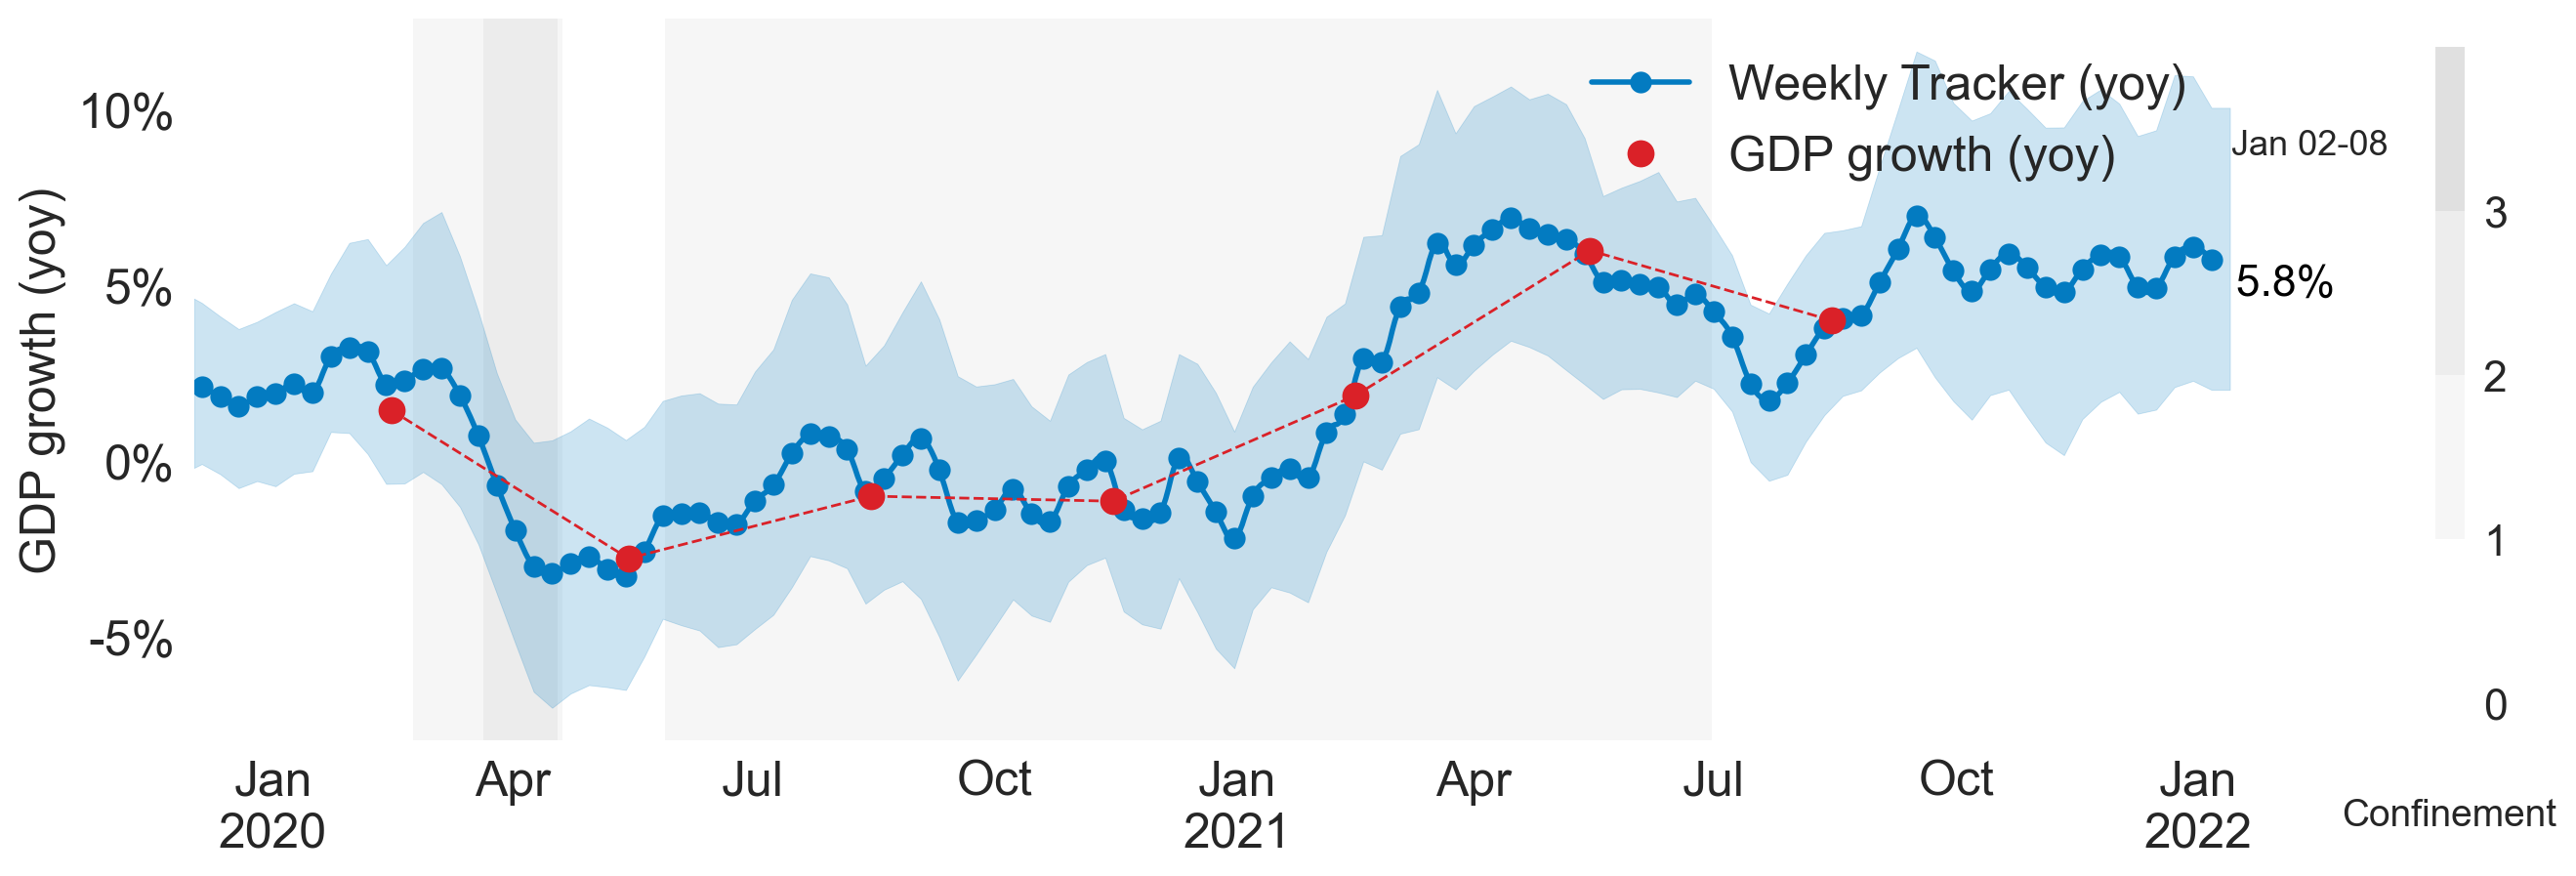 GDP growth (yoy)
10%
5%
0%
-5%
Weekly Tracker (yoy)
GDP growth (yoy)
Jan 02-08
5.8%
3
2
1
0
Jan Apr Jul Oct Jan Apr Jul Oct Jan
2020 2021 2022
Confinement